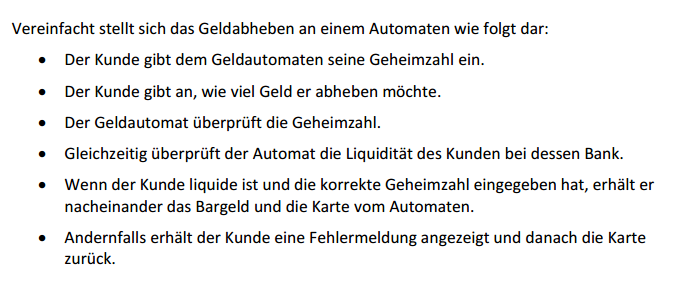 Vereinfacht stellt sich das Geldabheben an einem Automaten wie folgt dar:
• Der Kunde gibt dem Geldautomaten seine Geheimzahl ein.
• Der Kunde gibt an, wie viel Geld er abheben möchte.
• Der Geldautomat überprüft die Geheimzahl.
• Gleichzeitig überprüft der Automat die Liquidität des Kunden bei dessen Bank.
• Wenn der Kunde liquide ist und die korrekte Geheimzahl eingegeben hat, erhält er
nacheinander das Bargeld und die Karte vom Automaten.
• Andernfalls erhält der Kunde eine Fehlermeldung angezeigt und danach die Karte
zurück.